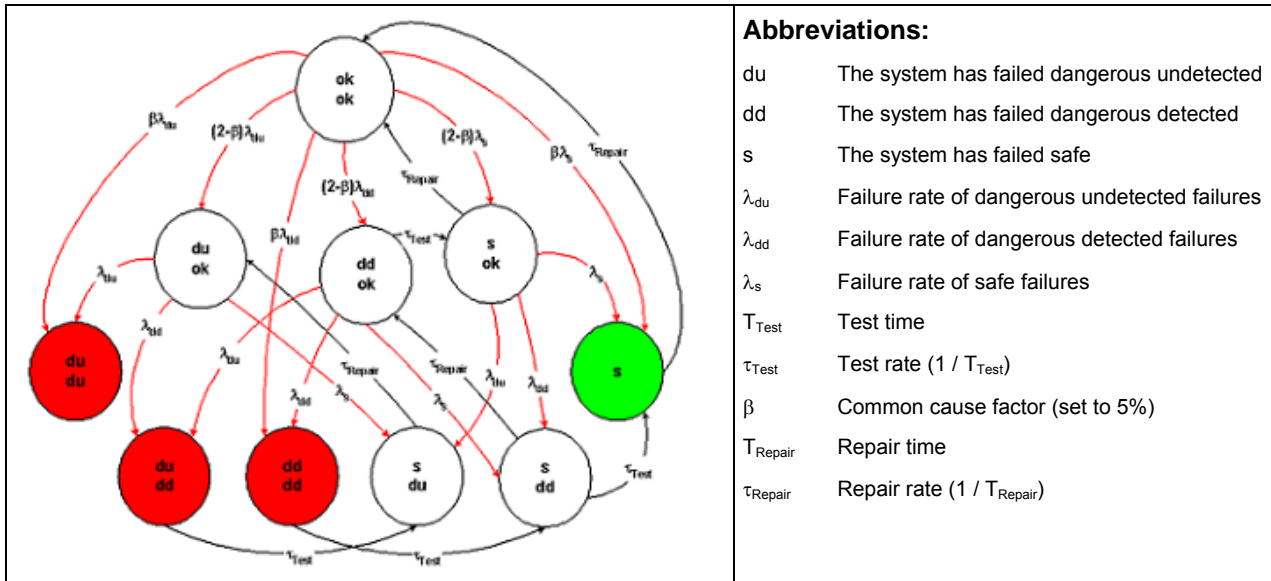 ok
ok
βλdu
(2-β)λdu
(2-β)λs
βλs
τRepair
τRepair
(2-β)λdd
βλdd
τTest
du
ok
dd
ok
s
ok
λdu
λs
λdd
λdu
τRepair
τRepair
λdu
λdd
λdd
λs
λs
du
du
s
du
dd
dd
dd
s
du
s
dd
τTest
τTest
τTest
Abbreviations:
du The system has failed dangerous undetected
dd The system has failed dangerous detected
s The system has failed safe
λdu Failure rate of dangerous undetected failures
λdd Failure rate of dangerous detected failures
λs Failure rate of safe failures
TTest Test time
τTest Test rate (1 / TTest)
β Common cause factor (set to 5%)
TRepair Repair time
τRepair Repair rate (1 / TRepair)